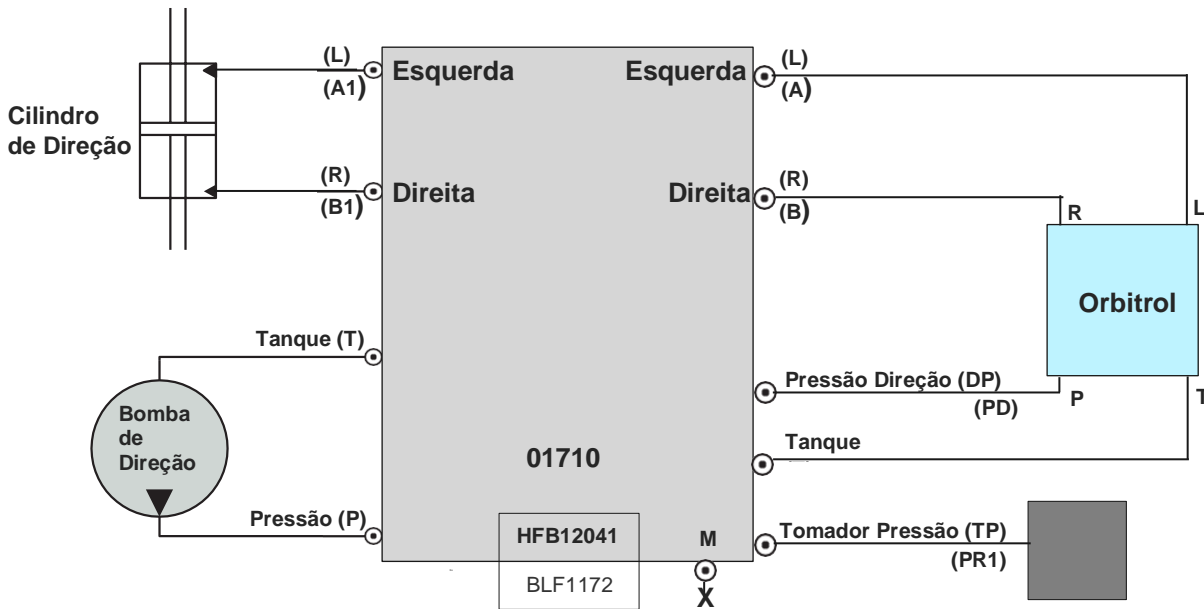 Cilindro
de Direção
(L)
(A1)
(R)
(B1)
Esquerda
Direita
Esquerda
Direita
(L)
(A)
(R)
(B)
R
L
Orbitrol
P
T
Tanque (T)
Bomba
de
Direção
Pressão (P)
Pressão Direção (DP)
(PD)
Tanque
01710
HFB12041
BLF1172
M
X
Tomador Pressão (TP)
(PR1)